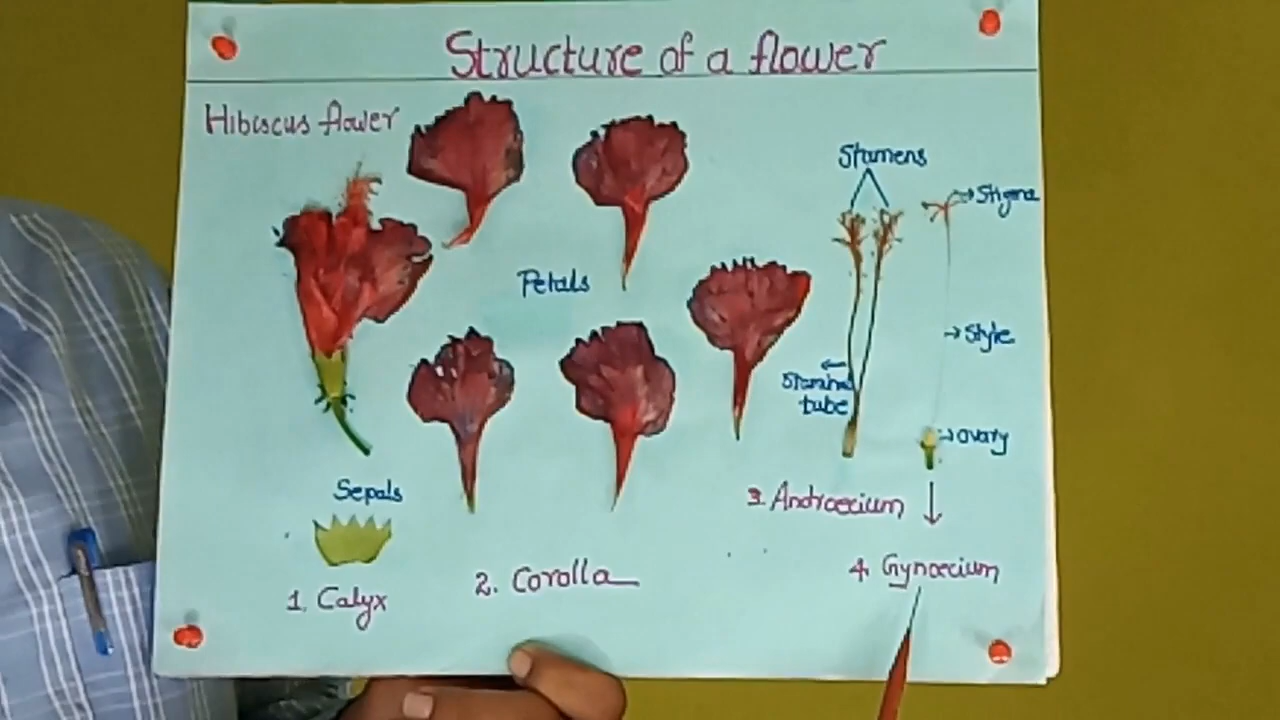 Structure of a flower
Hibiscus flower
Stamens
Stigma
Petals
Style
Staminal
tube
ovary
Sepals
3. Androecium
4. Gynoecium
2. Corolla
1. Calyx